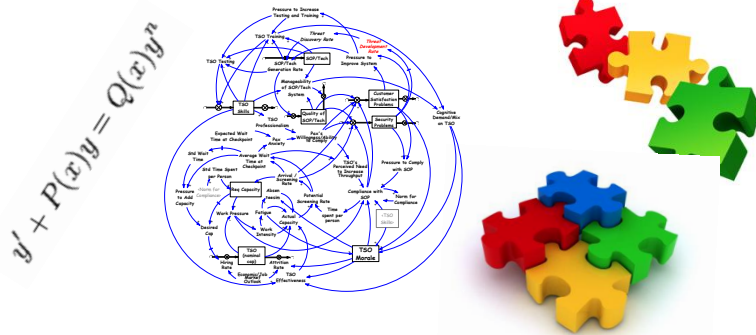 y′ + P(x)y = Q(x)yⁿ
Pressure to Increase
Testing and Training
TSO Training
Threat
Discovery Rate
Threat
Development
Rate
TSO Testing
SOP/Tech
Generation Rate
SOP/Tech
Pressure to
Improve System
Manageability
of SOP/Tech
System
TSO
Skills
Quality of
SOP/Tech
Customer
Satisfaction
Problems
Security
Problems
Cognitive
Demand/Mix
on TSO
TSO
Professionalism
Pax's
Willingness/Ability
to Comply
Pax
Anxiety
Expected Wait
Time at Checkpoint
Std Wait
Time
Average Wait
Time at
Checkpoint
TSO's
Perceived Need
to Increase
Throughput
Pressure to Comply
with SOP
Std Time Spent
per Person
Arrival /
Screening
Rate
Pressure
to Add
Capacity
<Norm for
Compliance>
Req Capacity
Absen
teeism
Potential
Screening Rate
Compliance with
SOP
Norm for
Compliance
Time
spent per
person
<TSO
Skills>
Work Pressure
Fatigue
Actual
Capacity
Desired
Cap
Work
Intensity
TSO
(nominal
cap)
TSO
Morale
Hiring
Rate
Attrition
Rate
Economic/Job
Market
Outlook
TSO
Effectiveness